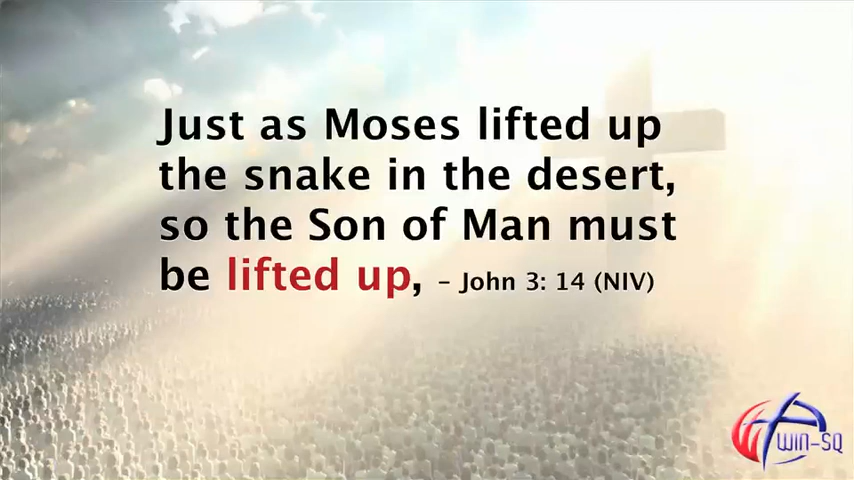 Just as Moses lifted up
the snake in the desert,
so the Son of Man must
be lifted up, – John 3: 14 (NIV)
WIN-SQ